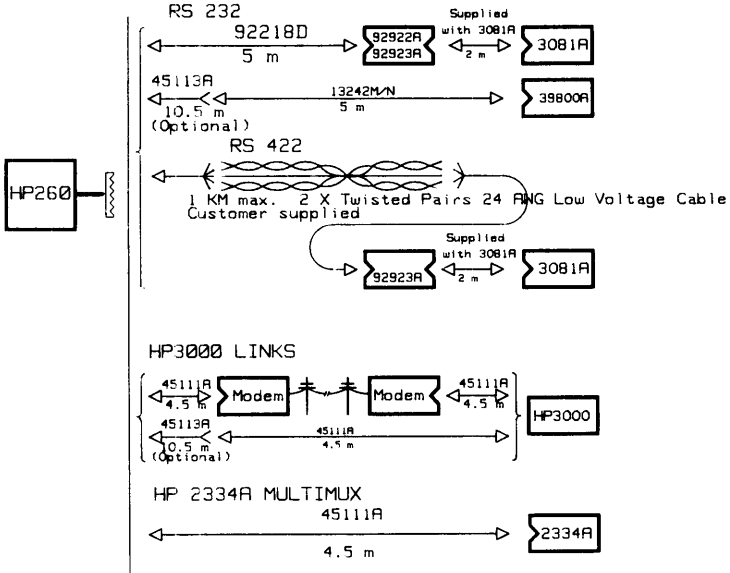 RS 232
92218D
5 m
92922A
92923A
Supplied
with 3081A
2 m
3081A
45113A
10.5 m
(Optional)
13242M/N
5 m
39800A
RS 422
HP260
1 KM max. 2 X Twisted Pairs 24 AWG Low Voltage Cable
Customer supplied
92923A
Supplied
with 3081A
2 m
3081A
HP3000 LINKS
45111A
4.5 m
Modem
Modem
45111A
4.5 m
HP3000
45113A
10.5 m
(Optional)
45111A
4.5 m
HP 2334A MULTIMUX
45111A
4.5 m
2334A